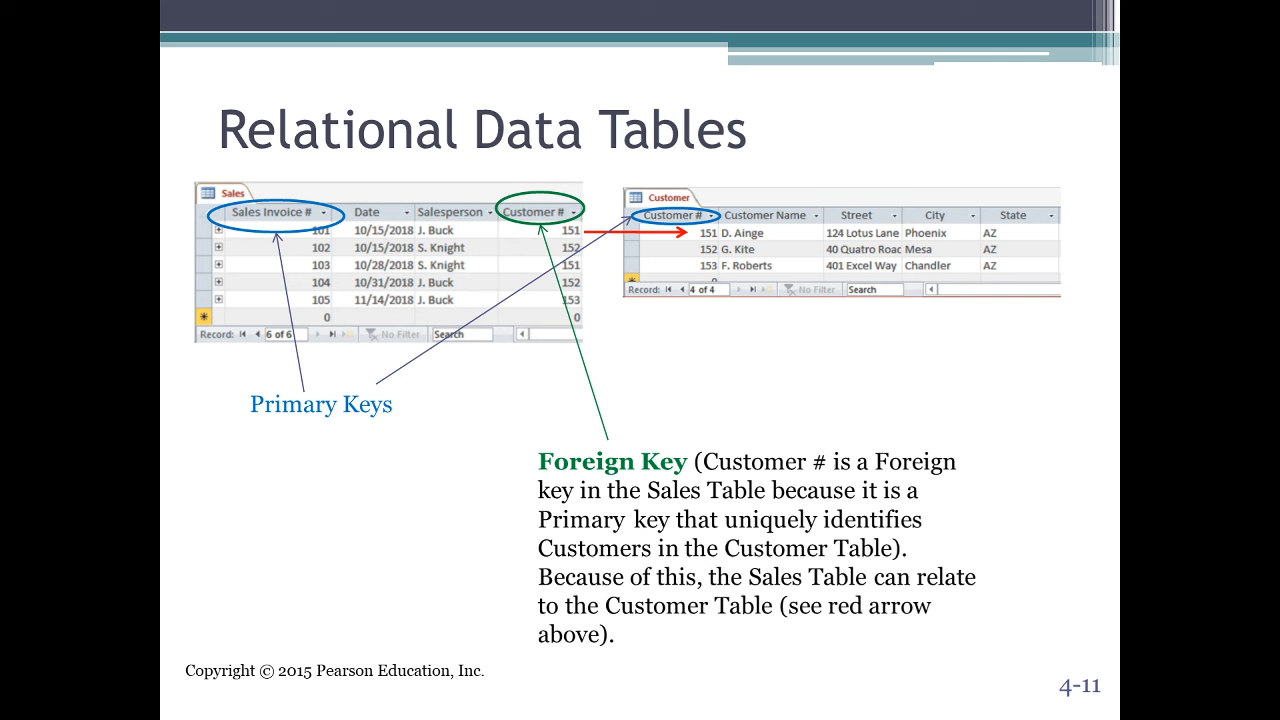 Relational Data Tables
Sales
Sales Invoice # Date Salesperson Customer #
101 10/15/2018 J. Buck 151
102 10/15/2018 S. Knight 152
103 10/28/2018 S. Knight 151
104 10/31/2018 J. Buck 152
105 11/14/2018 J. Buck 153
0 0
Record: 6 of 6 No Filter Search
Customer
Customer # Customer Name Street City State
151 D. Ainge 124 Lotus Lane Phoenix AZ
152 G. Kite 40 Quatro Road Mesa AZ
153 F. Roberts 401 Excel Way Chandler AZ
Record: 4 of 4 No Filter Search
Primary Keys
Foreign Key (Customer # is a Foreign
key in the Sales Table because it is a
Primary key that uniquely identifies
Customers in the Customer Table).
Because of this, the Sales Table can relate
to the Customer Table (see red arrow
above).
Copyright © 2015 Pearson Education, Inc.
4-11